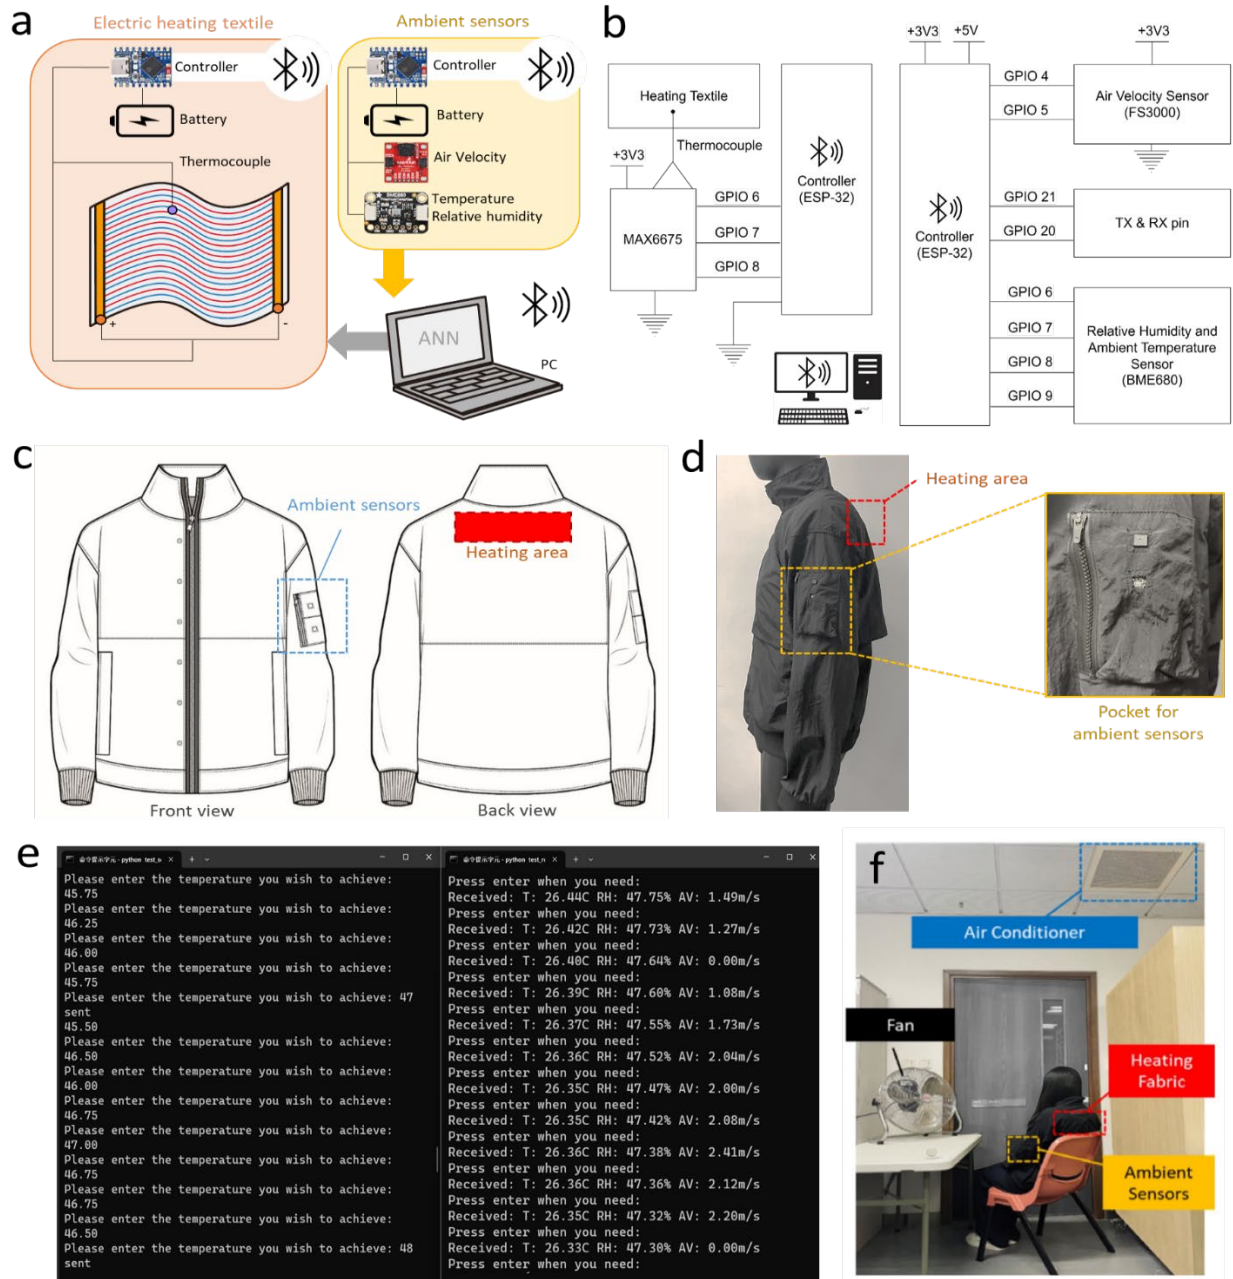 a
Electric heating textile
Controller
Battery
Thermocouple
+
-
Ambient sensors
Controller
Battery
Air Velocity
Temperature
Relative humidity
ANN
PC
b
Heating Textile
Thermocouple
+3V3
MAX6675
GPIO 6
GPIO 7
GPIO 8
Controller
(ESP-32)
+3V3
+5V
Controller
(ESP-32)
GPIO 4
GPIO 5
GPIO 21
GPIO 20
GPIO 6
GPIO 7
GPIO 8
GPIO 9
+3V3
Air Velocity Sensor
(FS3000)
TX & RX pin
Relative Humidity and
Ambient Temperature
Sensor
(BME680)
c
Ambient sensors
Heating area
Front view
Back view
d
Heating area
Pocket for
ambient sensors
e
命令提示字元 - python test_s
Please enter the temperature you wish to achieve:
45.75
Please enter the temperature you wish to achieve:
46.25
Please enter the temperature you wish to achieve:
46.00
Please enter the temperature you wish to achieve:
45.75
Please enter the temperature you wish to achieve: 47
sent
45.50
Please enter the temperature you wish to achieve:
46.50
Please enter the temperature you wish to achieve:
46.00
Please enter the temperature you wish to achieve:
46.75
Please enter the temperature you wish to achieve:
47.00
Please enter the temperature you wish to achieve:
46.75
Please enter the temperature you wish to achieve:
46.75
Please enter the temperature you wish to achieve:
46.50
Please enter the temperature you wish to achieve: 48
sent
命令提示字元 - python test_r
Press enter when you need:
Received: T: 26.44C RH: 47.75% AV: 1.49m/s
Press enter when you need:
Received: T: 26.42C RH: 47.73% AV: 1.27m/s
Press enter when you need:
Received: T: 26.40C RH: 47.64% AV: 0.00m/s
Press enter when you need:
Received: T: 26.39C RH: 47.60% AV: 1.08m/s
Press enter when you need:
Received: T: 26.37C RH: 47.55% AV: 1.73m/s
Press enter when you need:
Received: T: 26.36C RH: 47.52% AV: 2.04m/s
Press enter when you need:
Received: T: 26.35C RH: 47.47% AV: 2.00m/s
Press enter when you need:
Received: T: 26.35C RH: 47.42% AV: 2.08m/s
Press enter when you need:
Received: T: 26.36C RH: 47.38% AV: 2.41m/s
Press enter when you need:
Received: T: 26.36C RH: 47.36% AV: 2.12m/s
Press enter when you need:
Received: T: 26.35C RH: 47.32% AV: 2.20m/s
Press enter when you need:
Received: T: 26.33C RH: 47.30% AV: 0.00m/s
Press enter when you need:
f
Air Conditioner
Fan
Heating
Fabric
Ambient
Sensors